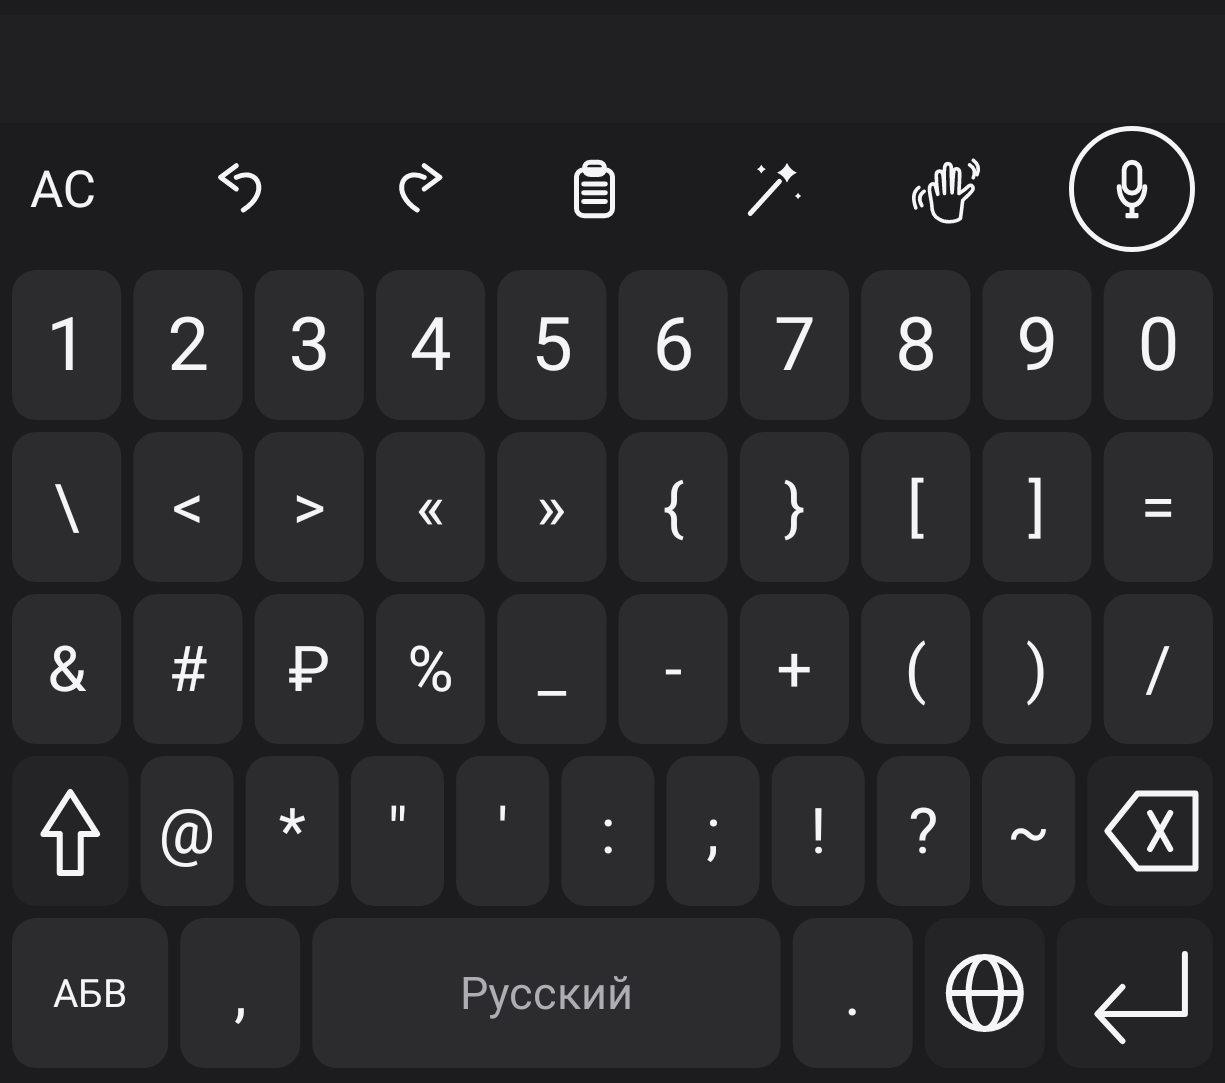 AC
1 2 3 4 5 6 7 8 9 0
\ < > « » { } [ ] =
& # ₽ % _ - + ( ) /
@ * " ' : ; ! ? ~ X
АБВ , Русский .